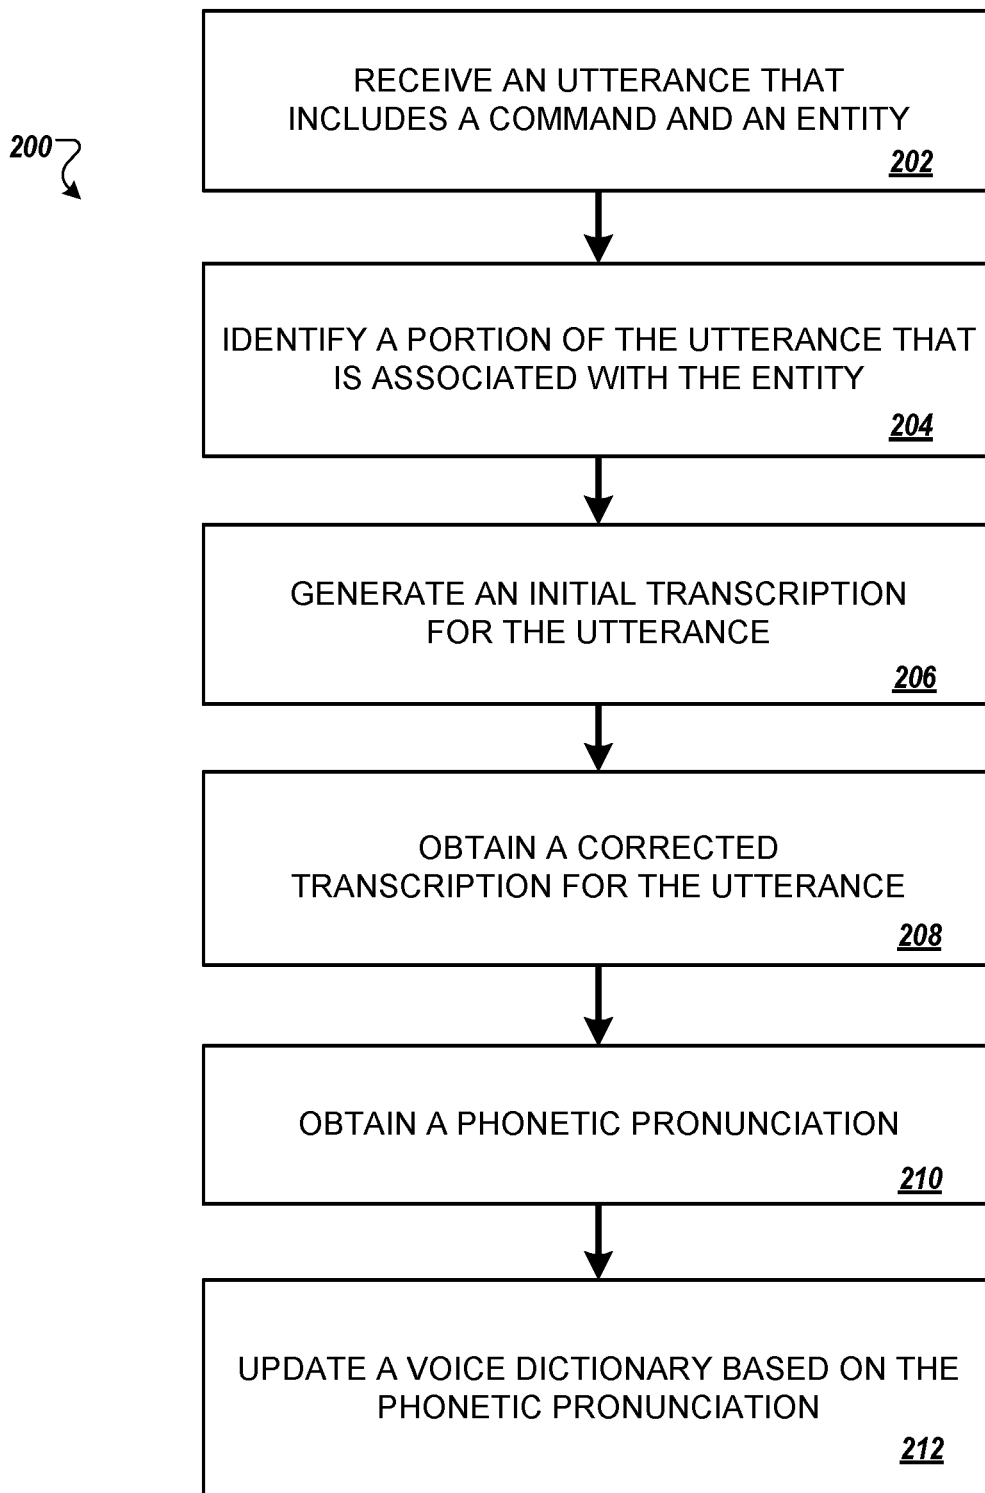 RECEIVE AN UTTERANCE THAT
INCLUDES A COMMAND AND AN ENTITY
202
200
IDENTIFY A PORTION OF THE UTTERANCE THAT
IS ASSOCIATED WITH THE ENTITY
204
GENERATE AN INITIAL TRANSCRIPTION
FOR THE UTTERANCE
206
OBTAIN A CORRECTED
TRANSCRIPTION FOR THE UTTERANCE
208
OBTAIN A PHONETIC PRONUNCIATION
210
UPDATE A VOICE DICTIONARY BASED ON THE
PHONETIC PRONUNCIATION
212